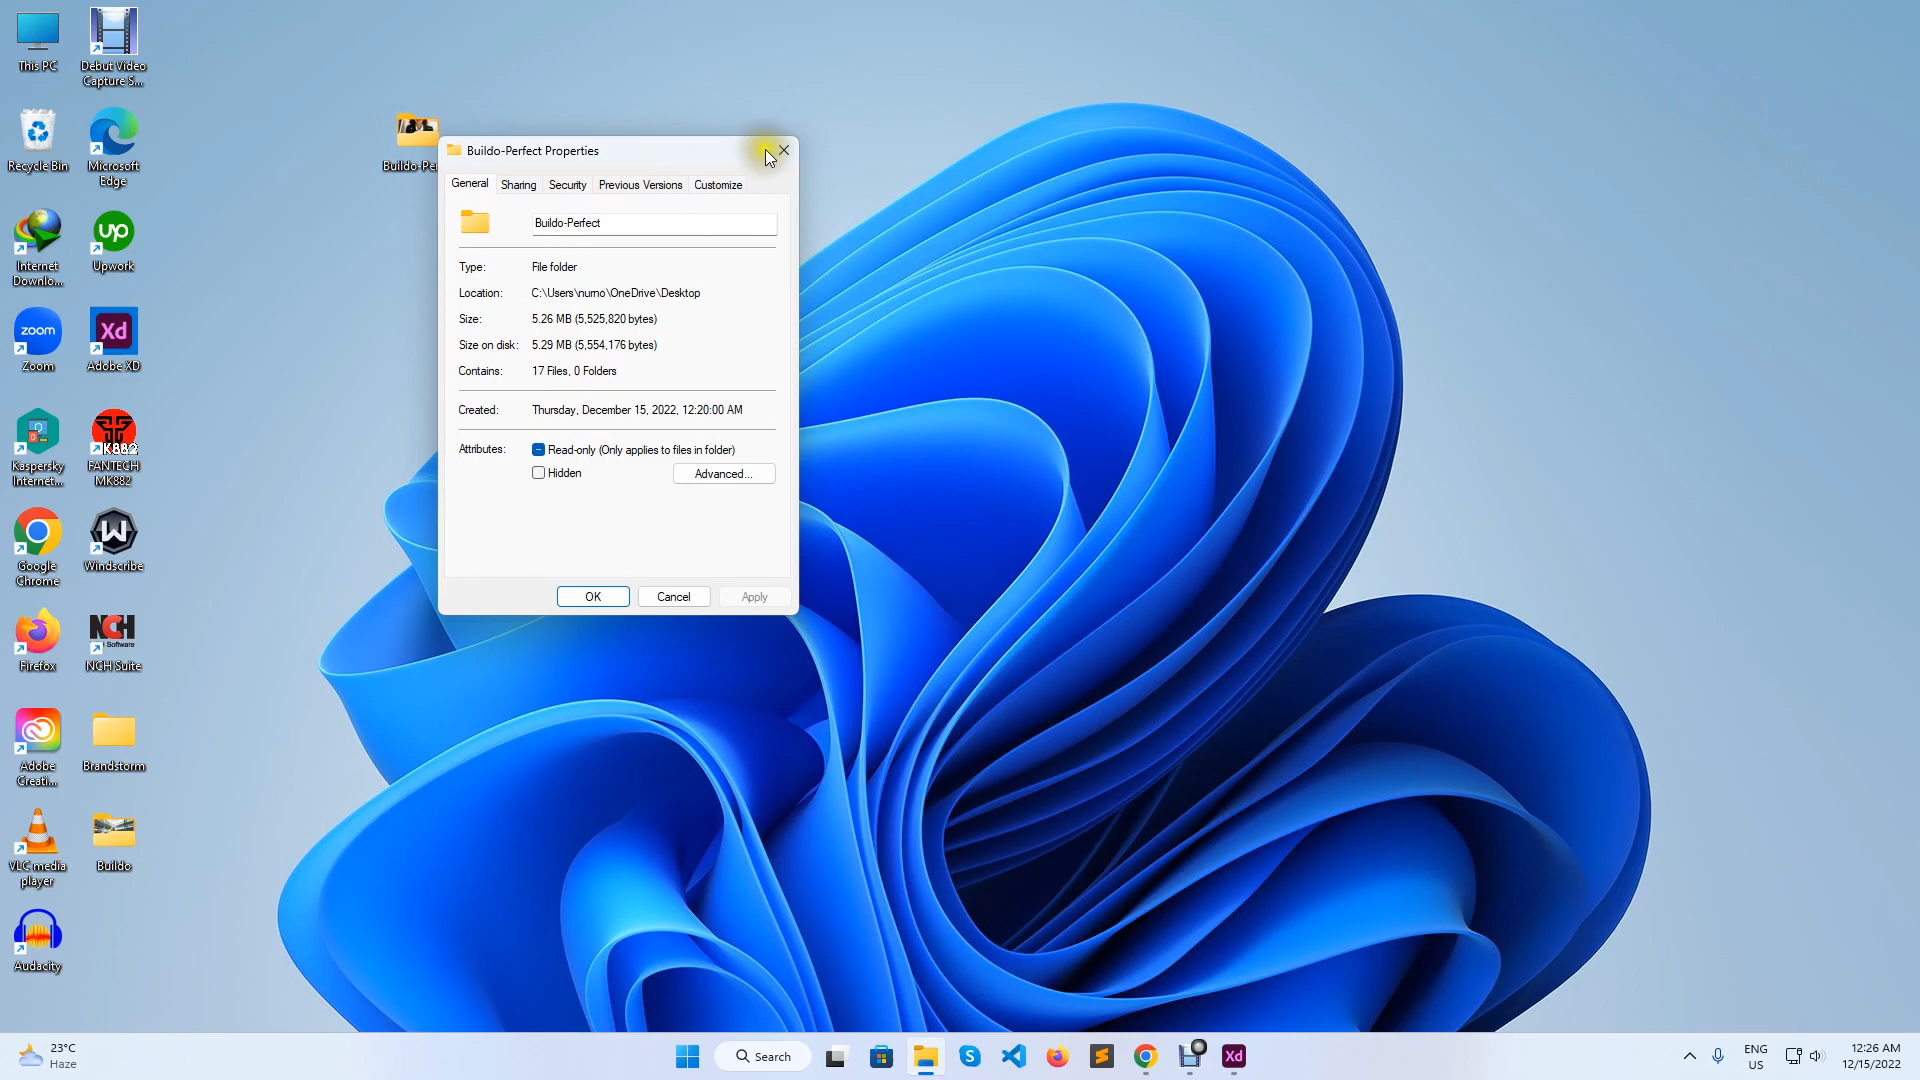 This PC
Debut Video
Capture S...
Recycle Bin
Microsoft
Edge
Internet
Downlo...
up
Upwork
zoom
Zoom
Xd
Adobe XD
Kaspersky
Internet...
K882
FANTECH
MK882
Google
Chrome
W
Windscribe
Firefox
NCH
Software
NCH Suite
Adobe
Creati...
Brandstorm
VLC media
player
Buildo
Audacity
Buildo-Per
Buildo-Perfect Properties
General
Sharing
Security
Previous Versions
Customize
Buildo-Perfect
Type: File folder
Location: C:\Users\numo\OneDrive\Desktop
Size: 5.26 MB (5,525,820 bytes)
Size on disk: 5.29 MB (5,554,176 bytes)
Contains: 17 Files, 0 Folders
Created: Thursday, December 15, 2022, 12:20:00 AM
Attributes: Read-only (Only applies to files in folder)
Hidden
Advanced...
OK
Cancel
Apply
23°C
Haze
Search
S
Xd
ENG
US
12:26 AM
12/15/2022